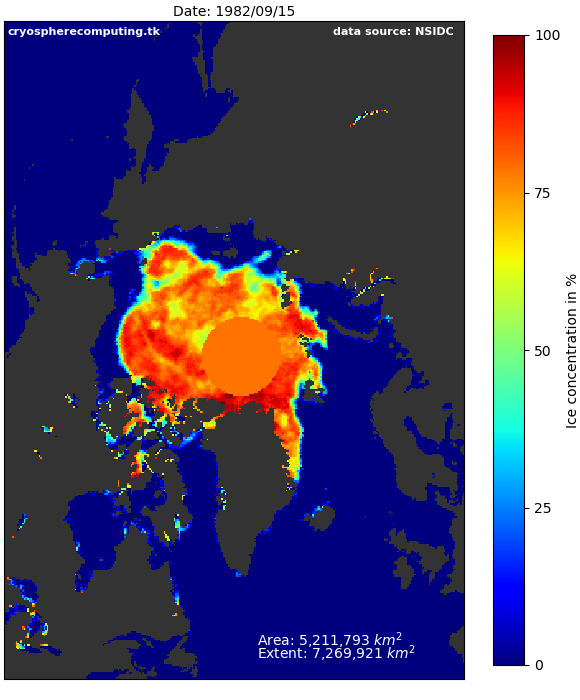 Date: 1982/09/15
cryospherecomputing.tk data source: NSIDC
100
75
50
25
0
Ice concentration in %
Area: 5,211,793 km²
Extent: 7,269,921 km²